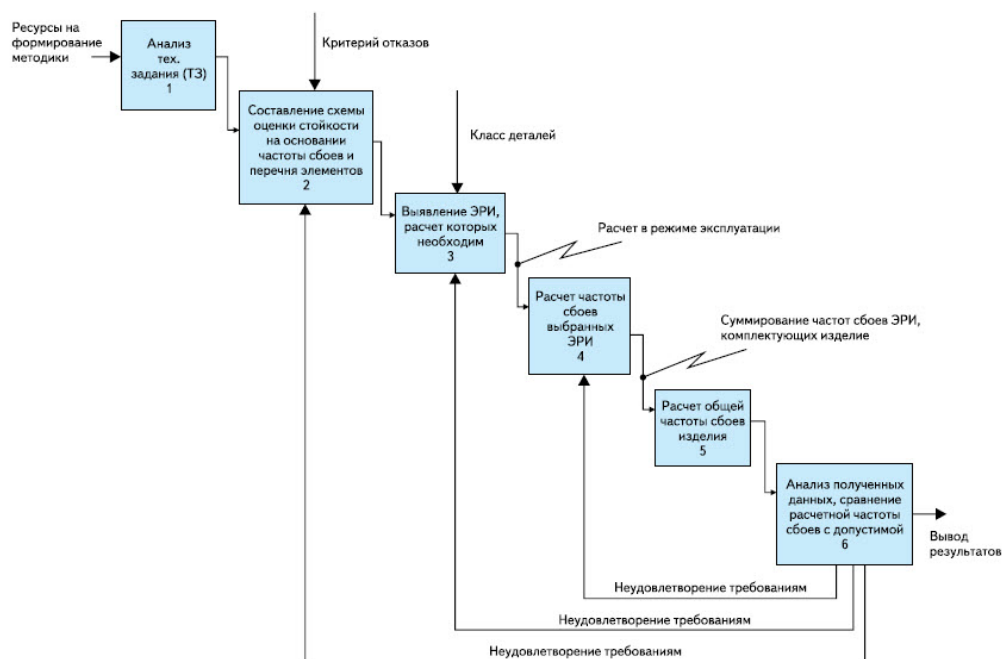 Ресурсы на
формирование
методики
Анализ
тех.
задания (ТЗ)
1
Критерий отказов
Составление схемы
оценки стойкости
на основании
частоты сбоев и
перечня элементов
2
Класс деталей
Выявление ЭРИ,
расчет которых
необходим
3
Расчет в режиме эксплуатации
Расчет частоты
сбоев
выбранных
ЭРИ
4
Суммирование частот сбоев ЭРИ,
комплектующих изделие
Расчет общей
частоты сбоев
изделия
5
Анализ полученных
данных, сравнение
расчетной частоты
сбоев с допустимой
6
Вывод
результатов
Неудовлетворение требованиям
Неудовлетворение требованиям
Неудовлетворение требованиям